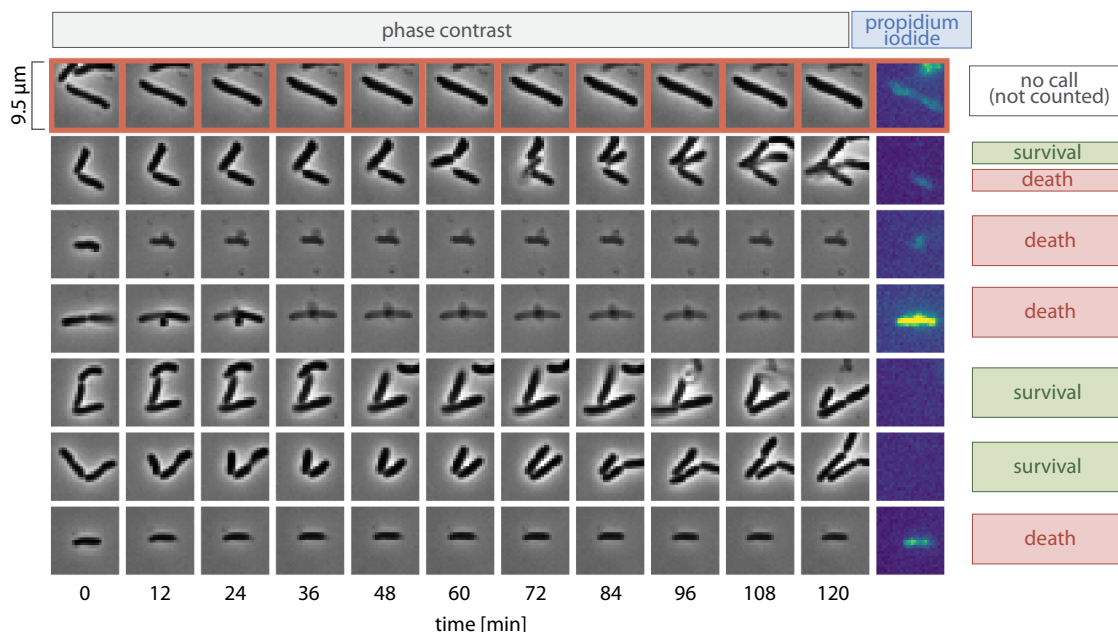 phase contrast
propidium
iodide
9.5 µm
no call
(not counted)
survival
death
death
death
survival
survival
death
0 12 24 36 48 60 72 84 96 108 120
time [min]